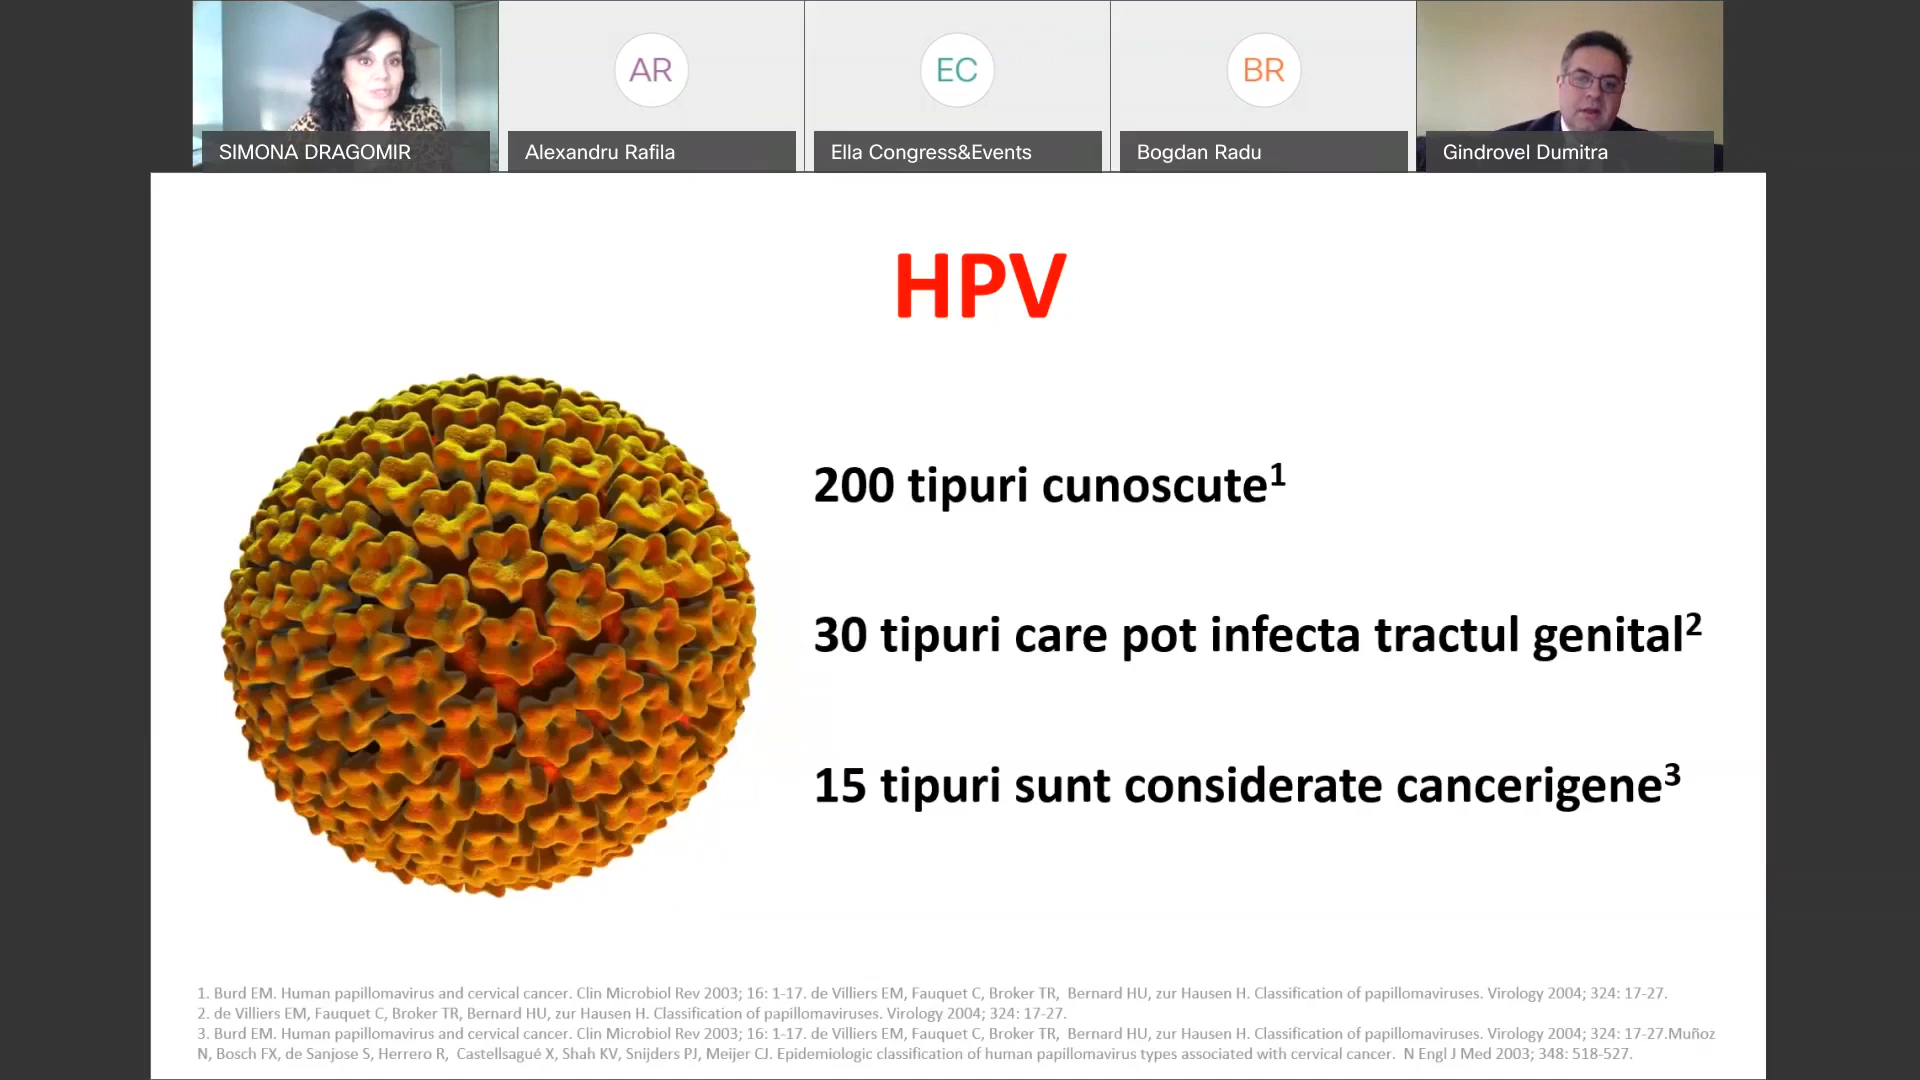 AR
EC
BR
SIMONA DRAGOMIR
Alexandru Rafila
Ella Congress&Events
Bogdan Radu
Gindrovel Dumitra
HPV
200 tipuri cunoscute¹
30 tipuri care pot infecta tractul genital²
15 tipuri sunt considerate cancerigene³
1. Burd EM. Human papillomavirus and cervical cancer. Clin Microbiol Rev 2003; 16: 1-17. de Villiers EM, Fauquet C, Broker TR, Bernard HU, zur Hausen H. Classification of papillomaviruses. Virology 2004; 324: 17-27.
2. de Villiers EM, Fauquet C, Broker TR, Bernard HU, zur Hausen H. Classification of papillomaviruses. Virology 2004; 324: 17-27.
3. Burd EM. Human papillomavirus and cervical cancer. Clin Microbiol Rev 2003; 16: 1-17. de Villiers EM, Fauquet C, Broker TR, Bernard HU, zur Hausen H. Classification of papillomaviruses. Virology 2004; 324: 17-27.Muñoz
N, Bosch FX, de Sanjose S, Herrero R, Castellsagué X, Shah KV, Snijders PJ, Meijer CJ. Epidemiologic classification of human papillomavirus types associated with cervical cancer. N Engl J Med 2003; 348: 518-527.